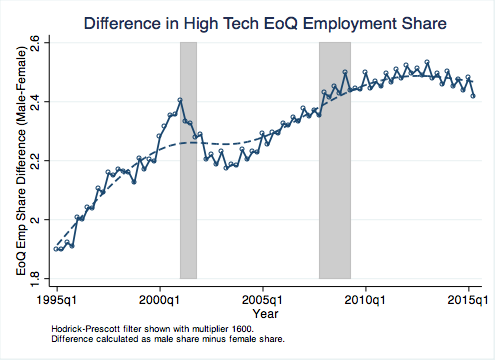 Difference in High Tech EoQ Employment Share
EoQ Emp Share Difference (Male-Female)
2.6
2.4
2.2
2
1.8
1995q1 2000q1 2005q1 2010q1 2015q1
Year
Hodrick-Prescott filter shown with multiplier 1600.
Difference calculated as male share minus female share.